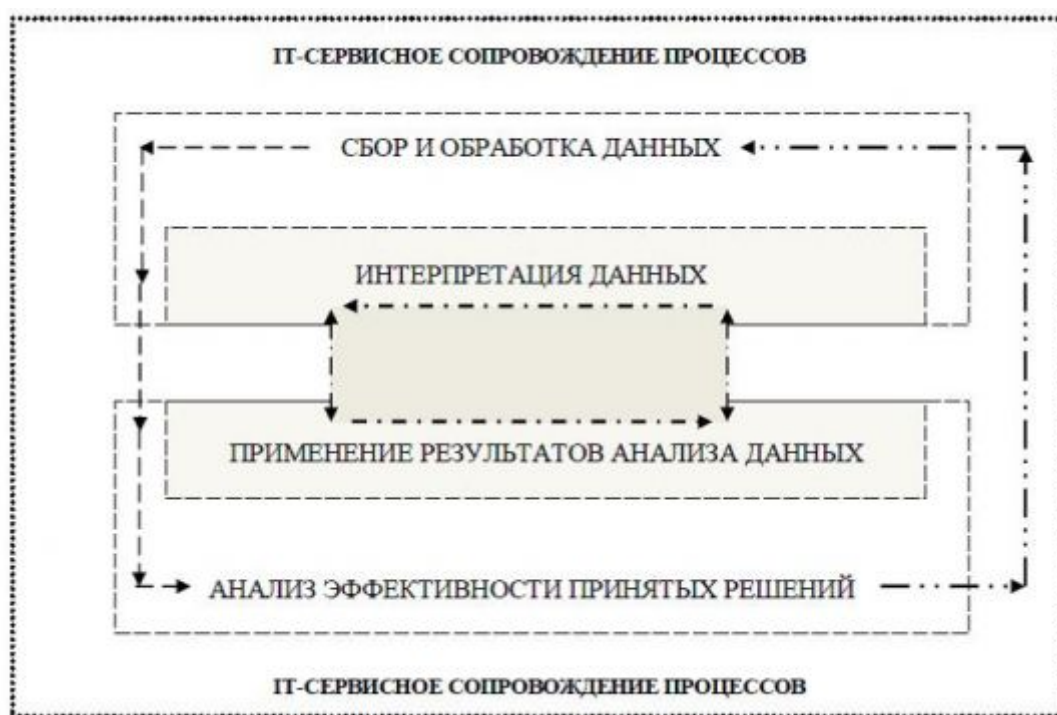 IT-СЕРВИСНОЕ СОПРОВОЖДЕНИЕ ПРОЦЕССОВ
СБОР И ОБРАБОТКА ДАННЫХ
ИНТЕРПРЕТАЦИЯ ДАННЫХ
ПРИМЕНЕНИЕ РЕЗУЛЬТАТОВ АНАЛИЗА ДАННЫХ
АНАЛИЗ ЭФФЕКТИВНОСТИ ПРИНЯТЫХ РЕШЕНИЙ
IT-СЕРВИСНОЕ СОПРОВОЖДЕНИЕ ПРОЦЕССОВ